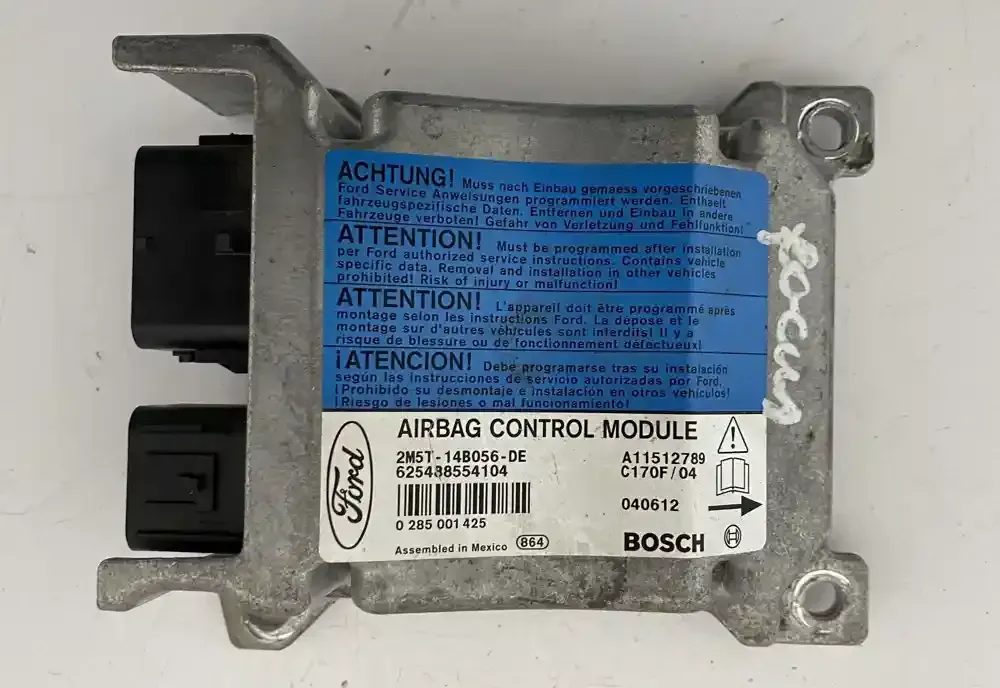 ACHTUNG! Muss nach Einbau gemaess vorgeschriebenen
Ford Service Anweisungen programmiert werden. Enthaelt
fahrzeugspezifische Daten. Entfernen und Einbau in andere
Fahrzeuge verboten! Gefahr von Verletzung und Fehlfunktion!
ATTENTION! Must be programmed after installation
per Ford authorized service instructions. Contains vehicle
specific data. Removal and installation in other vehicles
prohibited! Risk of injury or malfunction!
ATTENTION! L'appareil doit être programmé après
montage selon les instructions Ford. La dépose et le
montage sur d'autres véhicules sont interdits! Il y a
risque de blessure ou de fonctionnement défectueux!
¡ATENCION! Debe programarse tras su instalación
según las instrucciones de servicio autorizadas por Ford.
¡Prohibido su desmontaje e instalación en otros vehículos!
¡Riesgo de lesiones o mal funcionamiento!
Ford
AIRBAG CONTROL MODULE
2M5T-14B056-DE
A11512789
625488554104
C170F/04
040612
0 285 001 425
Assembled in Mexico 864
BOSCH